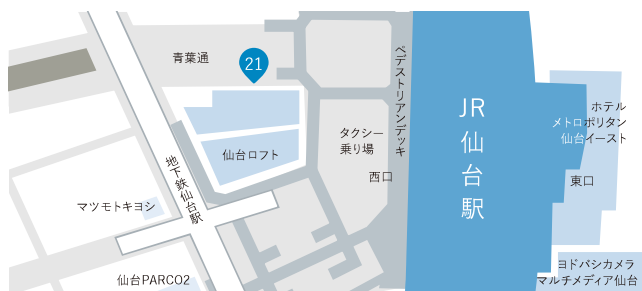 青葉通
21
ペデストリアンデッキ
JR仙台駅
ホテル
メトロポリタン
仙台イースト
タクシー
乗り場
仙台ロフト
地下鉄仙台駅
西口
東口
マツモトキヨシ
仙台PARCO2
ヨドバシカメラ
マルチメディア仙台